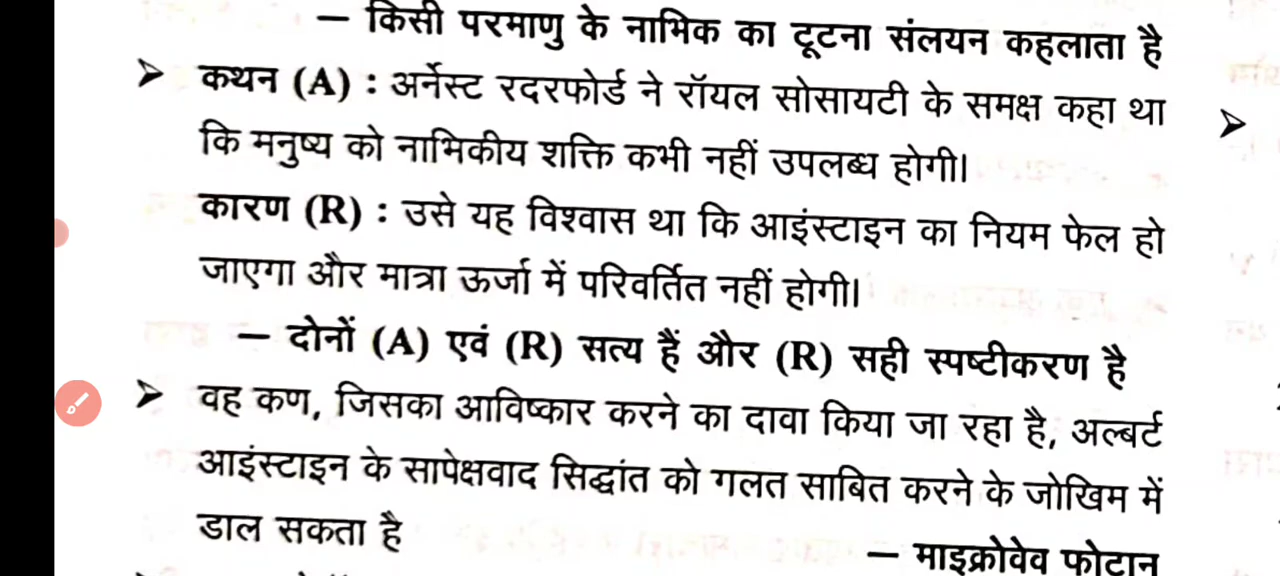 — किसी परमाणु के नाभिक का टूटना संलयन कहलाता है
➢ कथन (A) : अर्नेस्ट रदरफोर्ड ने रॉयल सोसायटी के समक्ष कहा था
कि मनुष्य को नाभिकीय शक्ति कभी नहीं उपलब्ध होगी।
कारण (R) : उसे यह विश्वास था कि आइंस्टाइन का नियम फेल हो
जाएगा और मात्रा ऊर्जा में परिवर्तित नहीं होगी।
— दोनों (A) एवं (R) सत्य हैं और (R) सही स्पष्टीकरण है
➢ वह कण, जिसका आविष्कार करने का दावा किया जा रहा है, अल्बर्ट
आइंस्टाइन के सापेक्षवाद सिद्धांत को गलत साबित करने के जोखिम में
डाल सकता है
— माइक्रोवेव फोटान